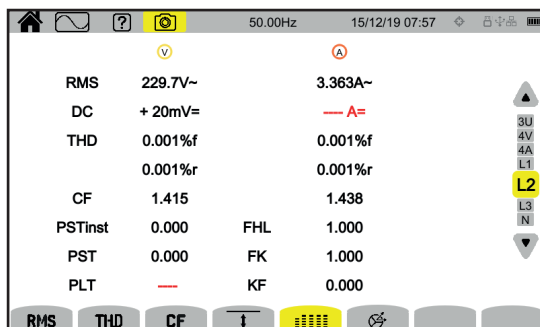 ? 50.00Hz 15/12/19 07:57
V A
RMS 229.7V~ 3.363A~
DC + 20mV= ---- A=
THD 0.001%f 0.001%f
0.001%r 0.001%r
CF 1.415 1.438
PSTinst 0.000 FHL 1.000
PST 0.000 FK 1.000
PLT ---- KF 0.000
3U
4V
4A
L1
L2
L3
N
RMS THD CF